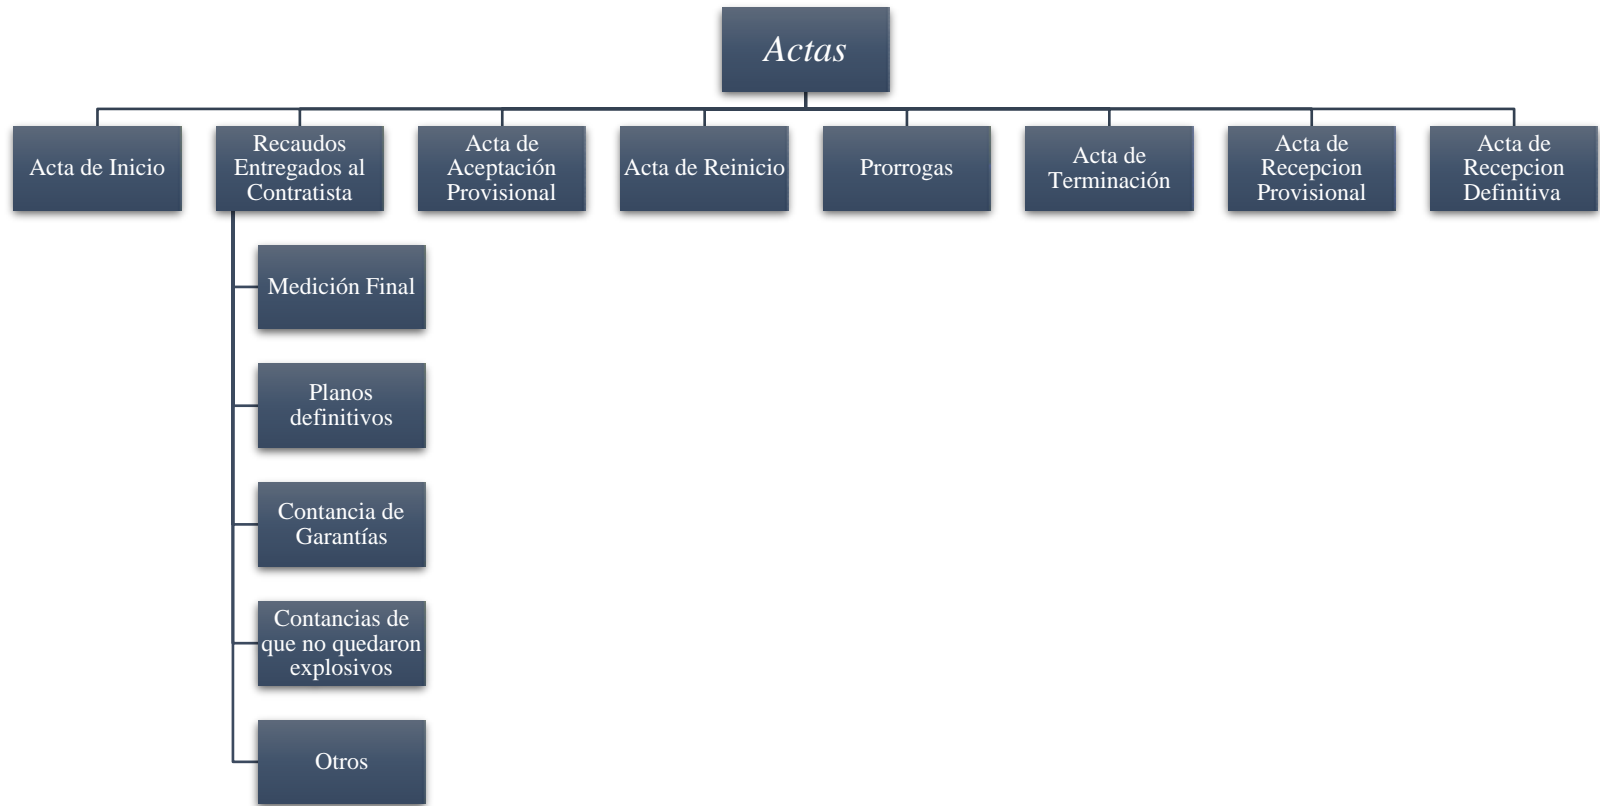 Actas
Acta de Inicio
Recaudos
Entregados al
Contratista
Acta de
Aceptación
Provisional
Acta de Reinicio
Prorrogas
Acta de
Terminación
Acta de
Recepcion
Provisional
Acta de
Recepcion
Definitiva
Medición Final
Planos
definitivos
Contancia de
Garantías
Contancias de
que no quedaron
explosivos
Otros